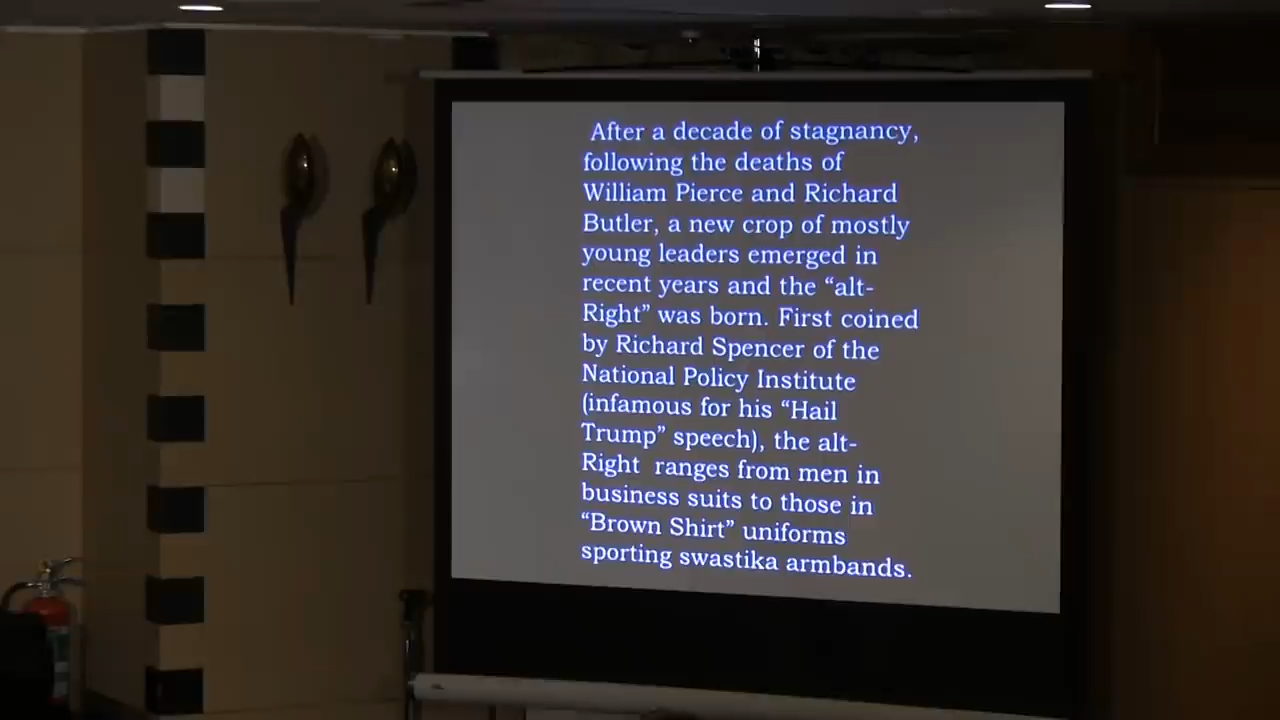 After a decade of stagnancy,
following the deaths of
William Pierce and Richard
Butler, a new crop of mostly
young leaders emerged in
recent years and the “alt-
Right” was born. First coined
by Richard Spencer of the
National Policy Institute
(infamous for his “Hail
Trump” speech), the alt-
Right  ranges from men in
business suits to those in
“Brown Shirt” uniforms
sporting swastika armbands.